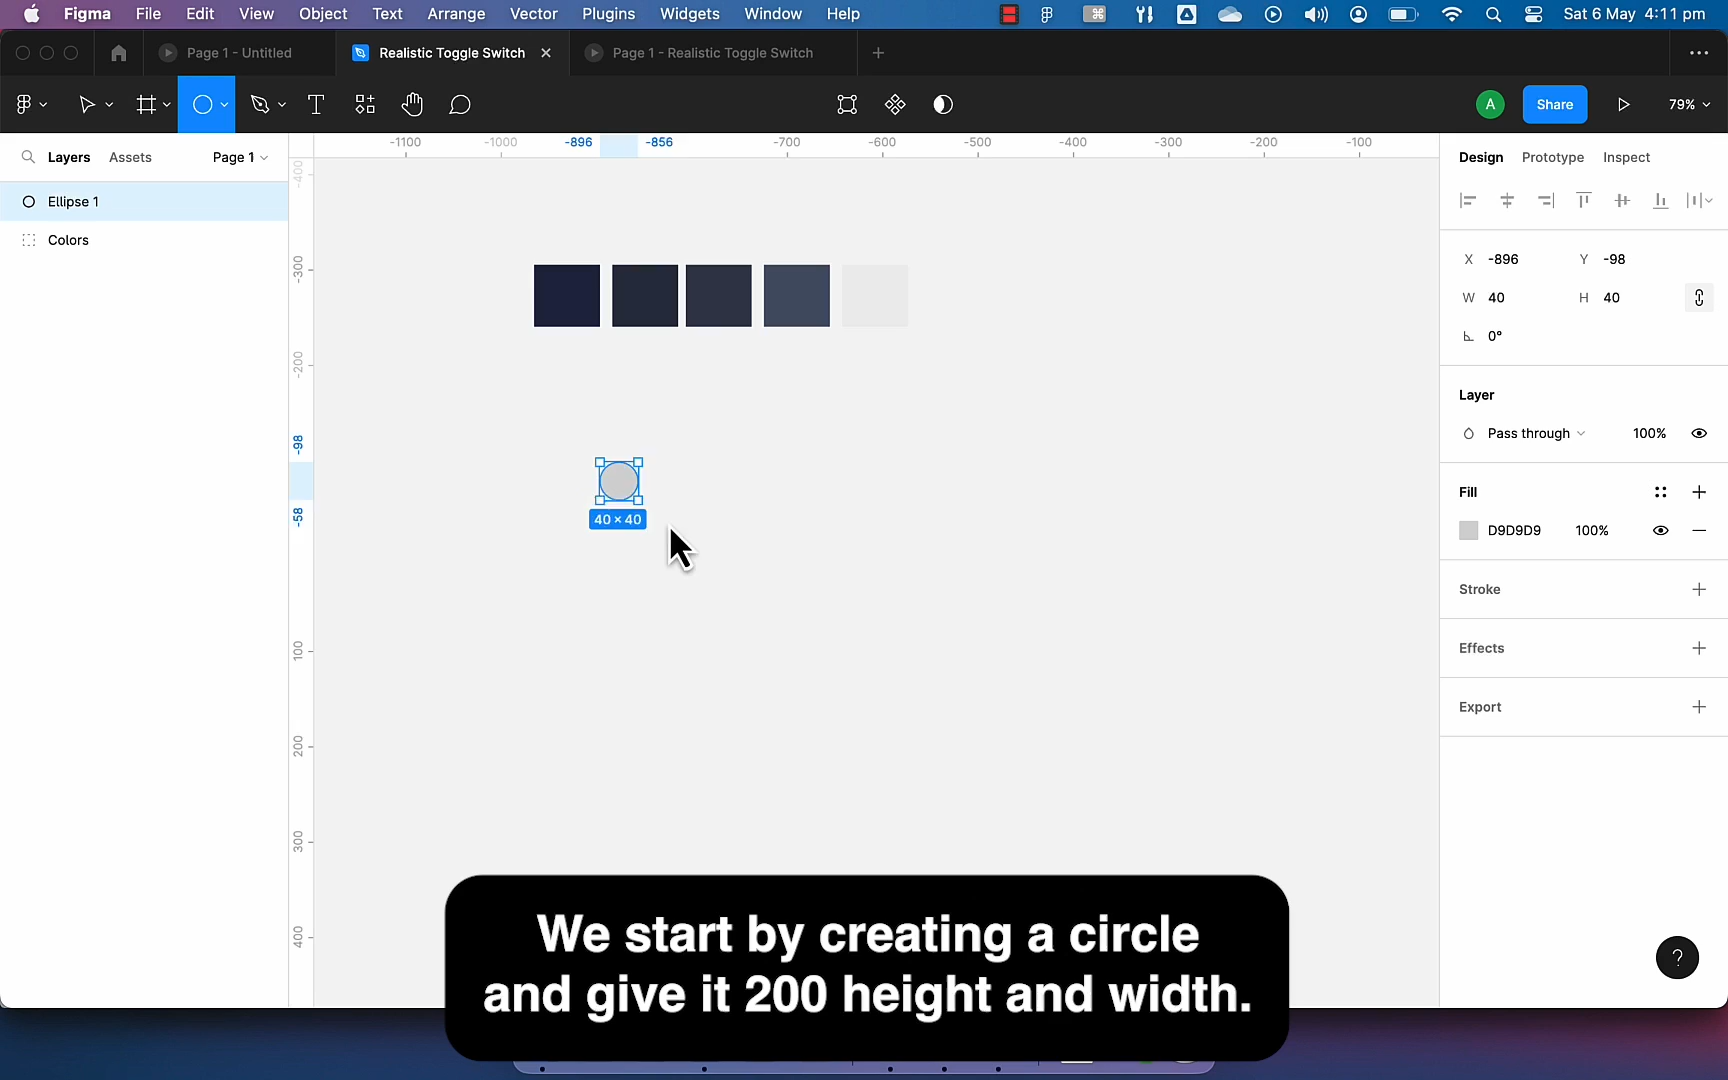 Figma File Edit View Object Text Arrange Vector Plugins Widgets Window Help Sat 6 May 4:11 pm
Page 1 - Untitled Realistic Toggle Switch Page 1 - Realistic Toggle Switch
A Share 79%
Layers Assets Page 1
-1100 -1000 -896 -856 -700 -600 -500 -400 -300 -200 -100
Design Prototype Inspect
-400
Ellipse 1
Colors
-300
X -896 Y -98
W 40 H 40
0°
-200
Layer
Pass through 100%
-98
Fill
-58
40 × 40
D9D9D9 100%
Stroke
Effects
100
Export
200
300
400
We start by creating a circle
and give it 200 height and width.
?